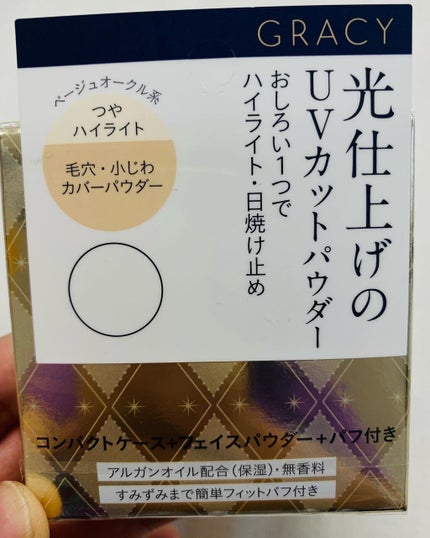 GRACY
光仕上げの
UVカットパウダー
おしろい1つで
ハイライト・日焼け止め
ベージュオークル系
つや
ハイライト
毛穴・小じわ
カバーパウダー
コンパクトケース+フェイスパウダー+パフ付き
アルガンオイル配合(保湿)・無香料
すみずみまで簡単フィットパフ付き